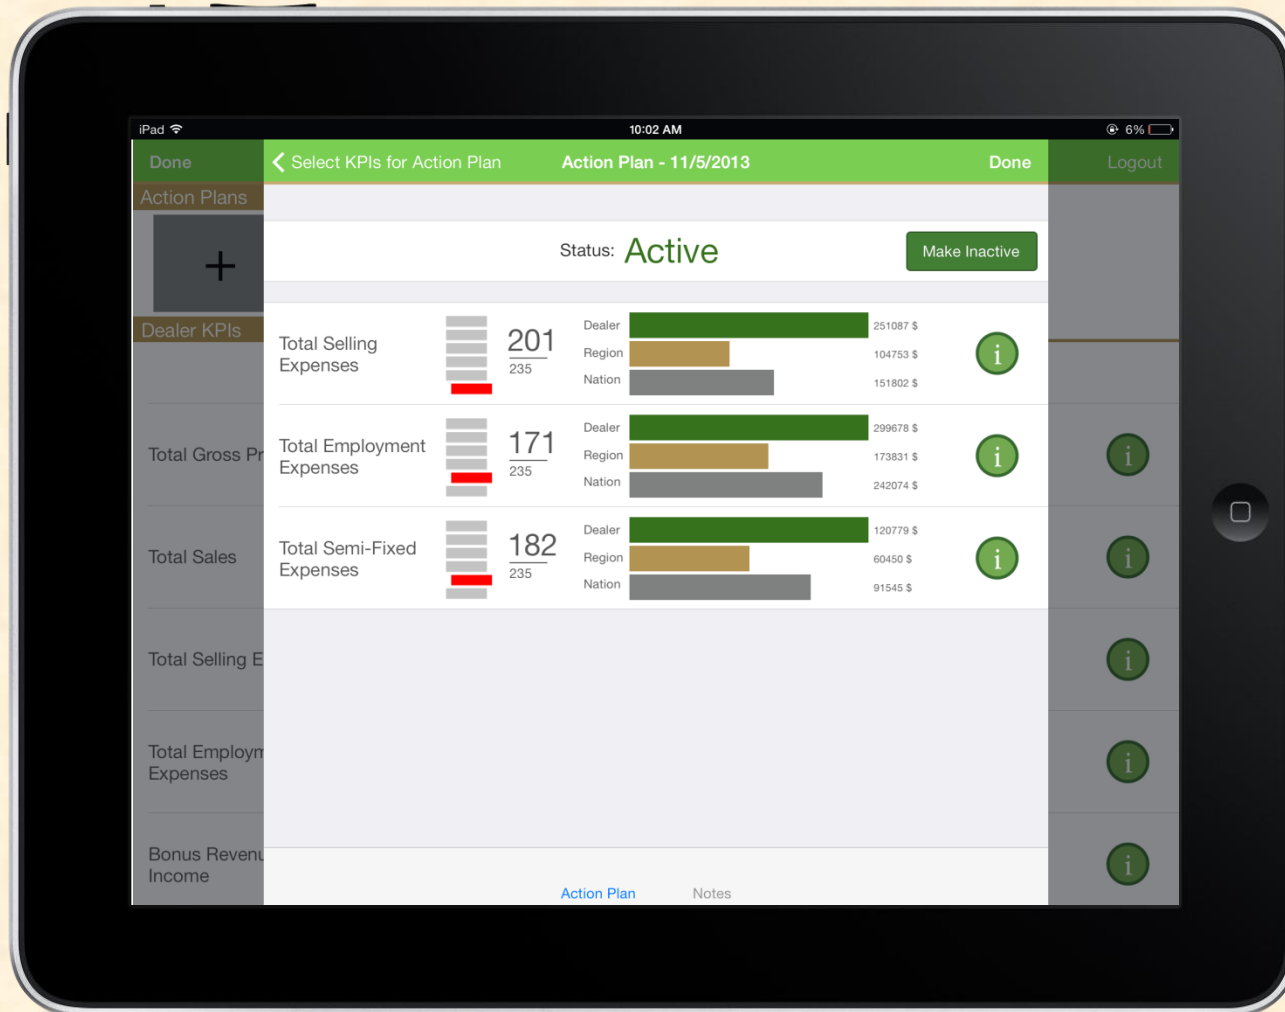 iPad 10:02 AM 6%
Done
Select KPIs for Action Plan
Action Plan - 11/5/2013
Done
Logout
Action Plans
+
Status: Active
Make Inactive
Dealer KPIs
Total Selling
Expenses
201
235
Dealer 251087 $
Region 104753 $
Nation 151802 $
i
Total Employment
Expenses
171
235
Dealer 299678 $
Region 173831 $
Nation 242074 $
i
Total Semi-Fixed
Expenses
182
235
Dealer 120779 $
Region 60450 $
Nation 91545 $
i
Total Gross Pr
i
Total Sales
i
Total Selling E
i
Total Employm
Expenses
i
Bonus Revenu
Income
i
Action Plan
Notes